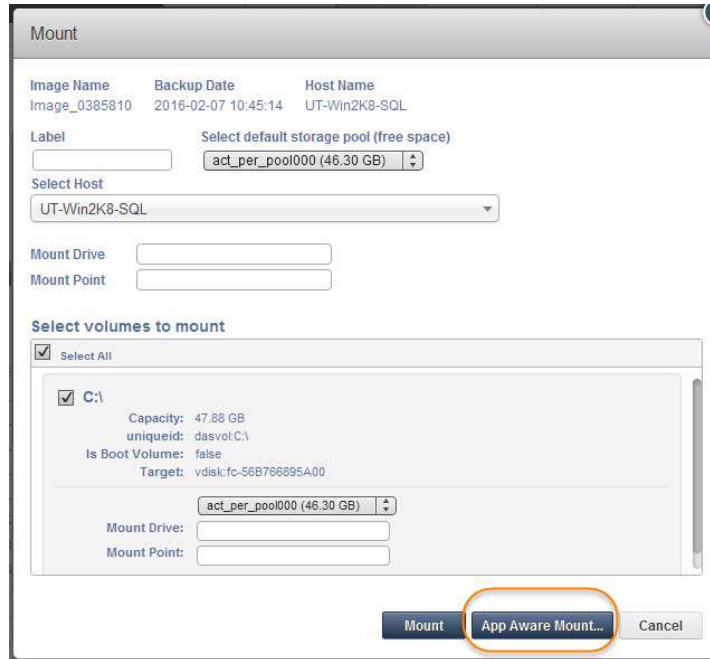 Mount
Image Name Backup Date Host Name
Image_0385810 2016-02-07 10:45:14 UT-Win2K8-SQL
Label Select default storage pool (free space)
act_per_pool000 (46.30 GB)
Select Host
UT-Win2K8-SQL
Mount Drive
Mount Point
Select volumes to mount
Select All
C:\
Capacity: 47.88 GB
uniqueid: dasvol:C:\
Is Boot Volume: false
Target: vdisk:fc-56B766895A00
act_per_pool000 (46.30 GB)
Mount Drive:
Mount Point:
Mount App Aware Mount... Cancel